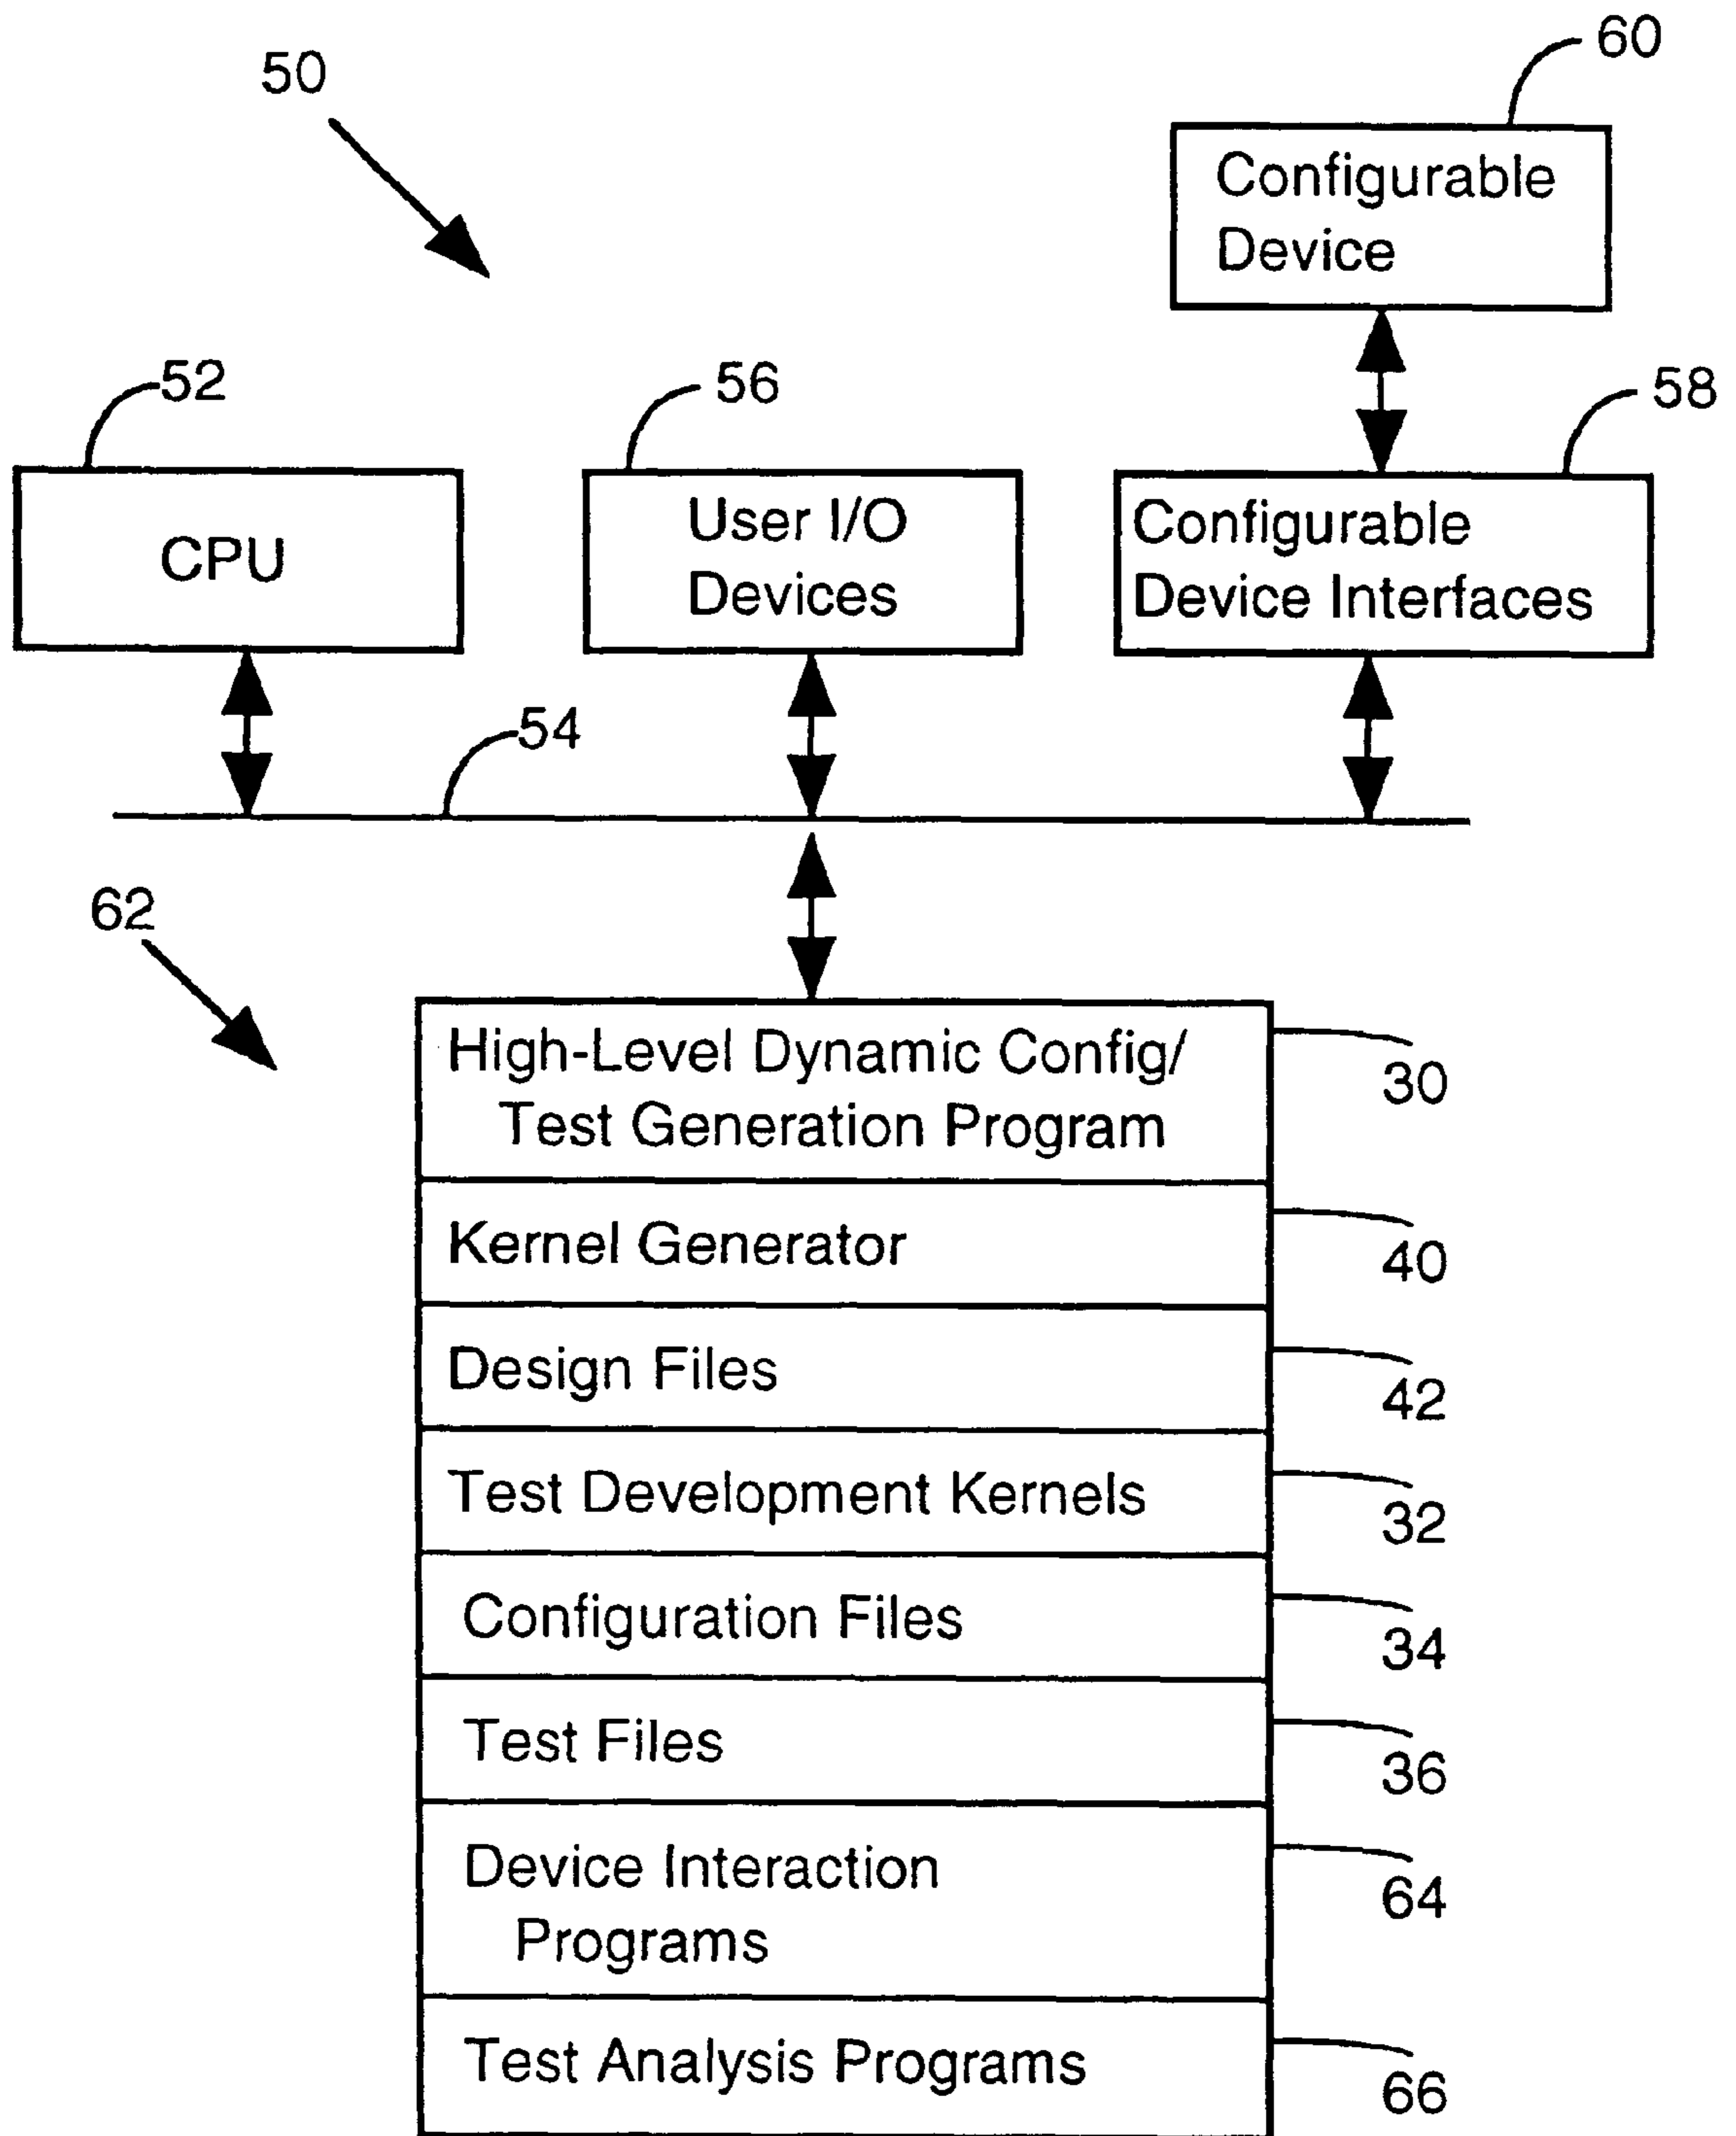 50
60
Configurable
Device
52
56
58
CPU
User I/O
Devices
Configurable
Device Interfaces
54
62
High-Level Dynamic Config/
Test Generation Program
30
Kernel Generator
40
Design Files
42
Test Development Kernels
32
Configuration Files
34
Test Files
36
Device Interaction
Programs
64
Test Analysis Programs
66